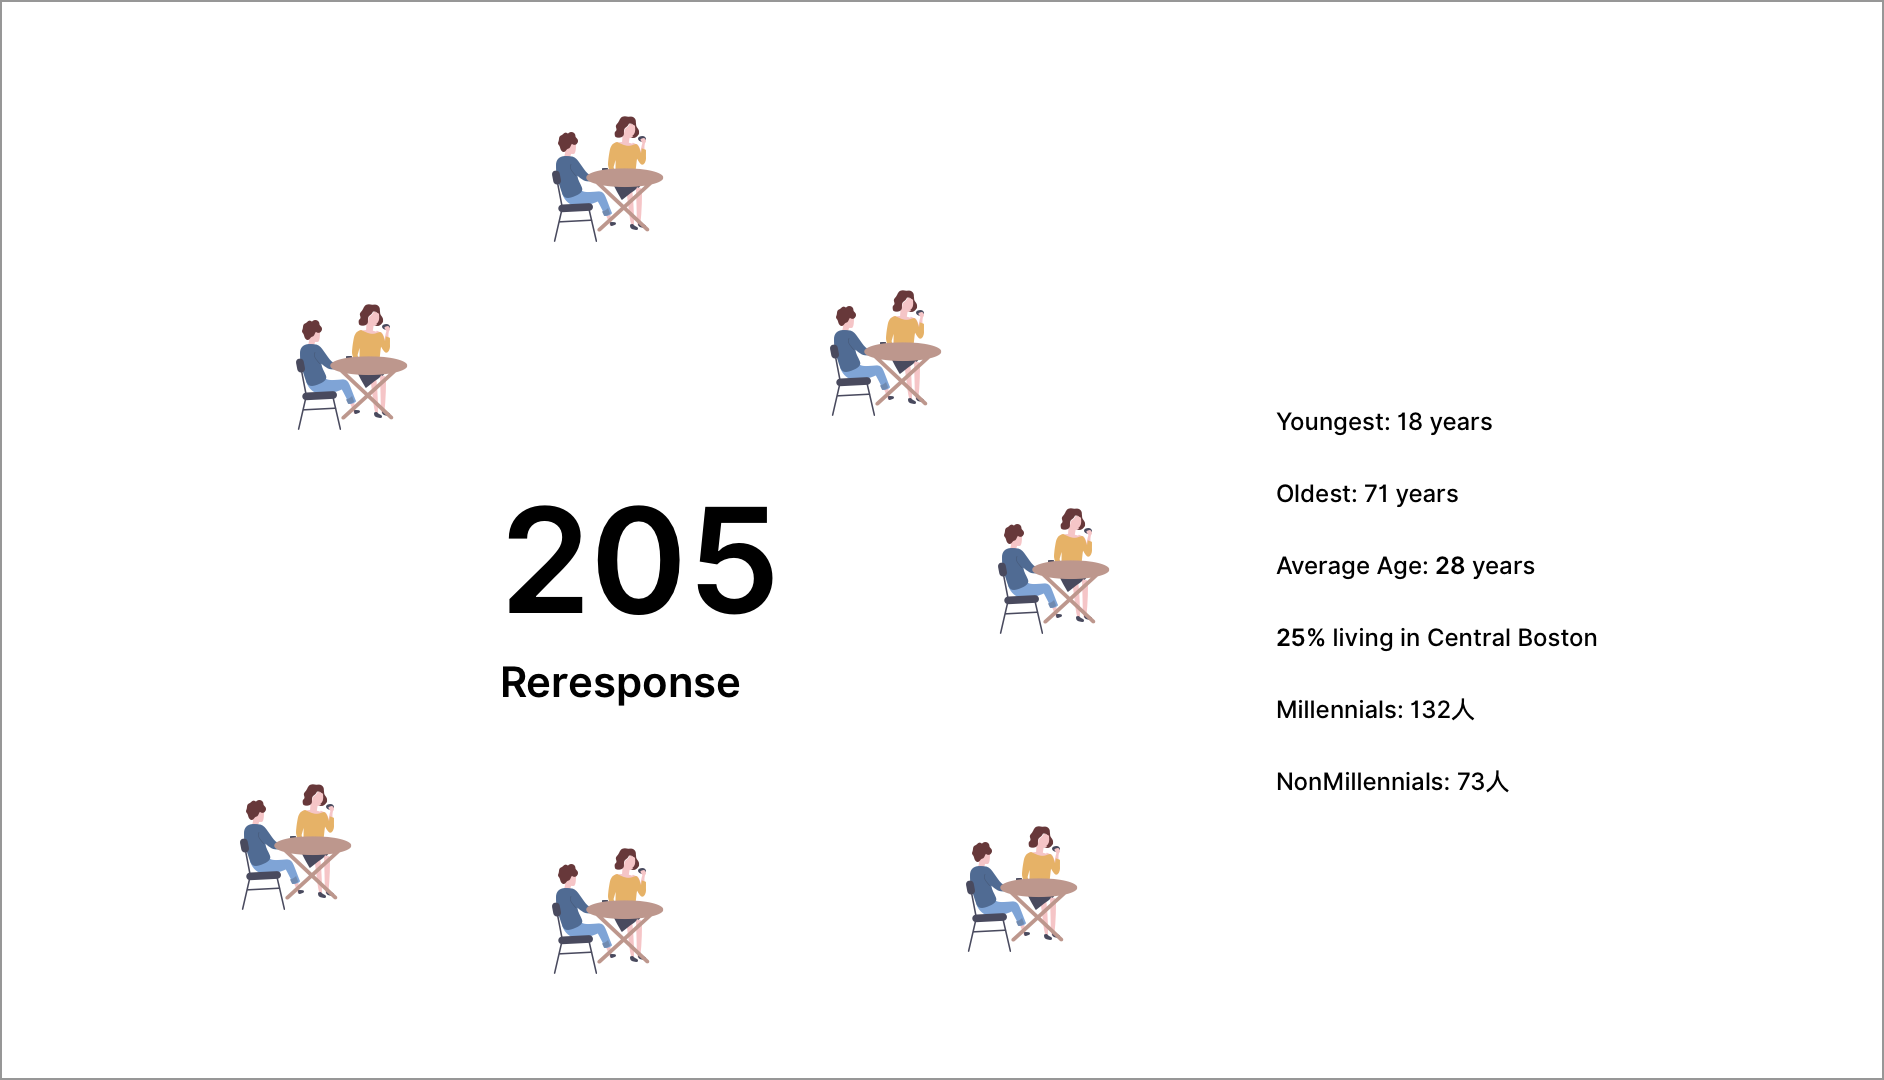 205
Reresponse
Youngest: 18 years
Oldest: 71 years
Average Age: 28 years
25% living in Central Boston
Millennials: 132人
NonMillennials: 73人